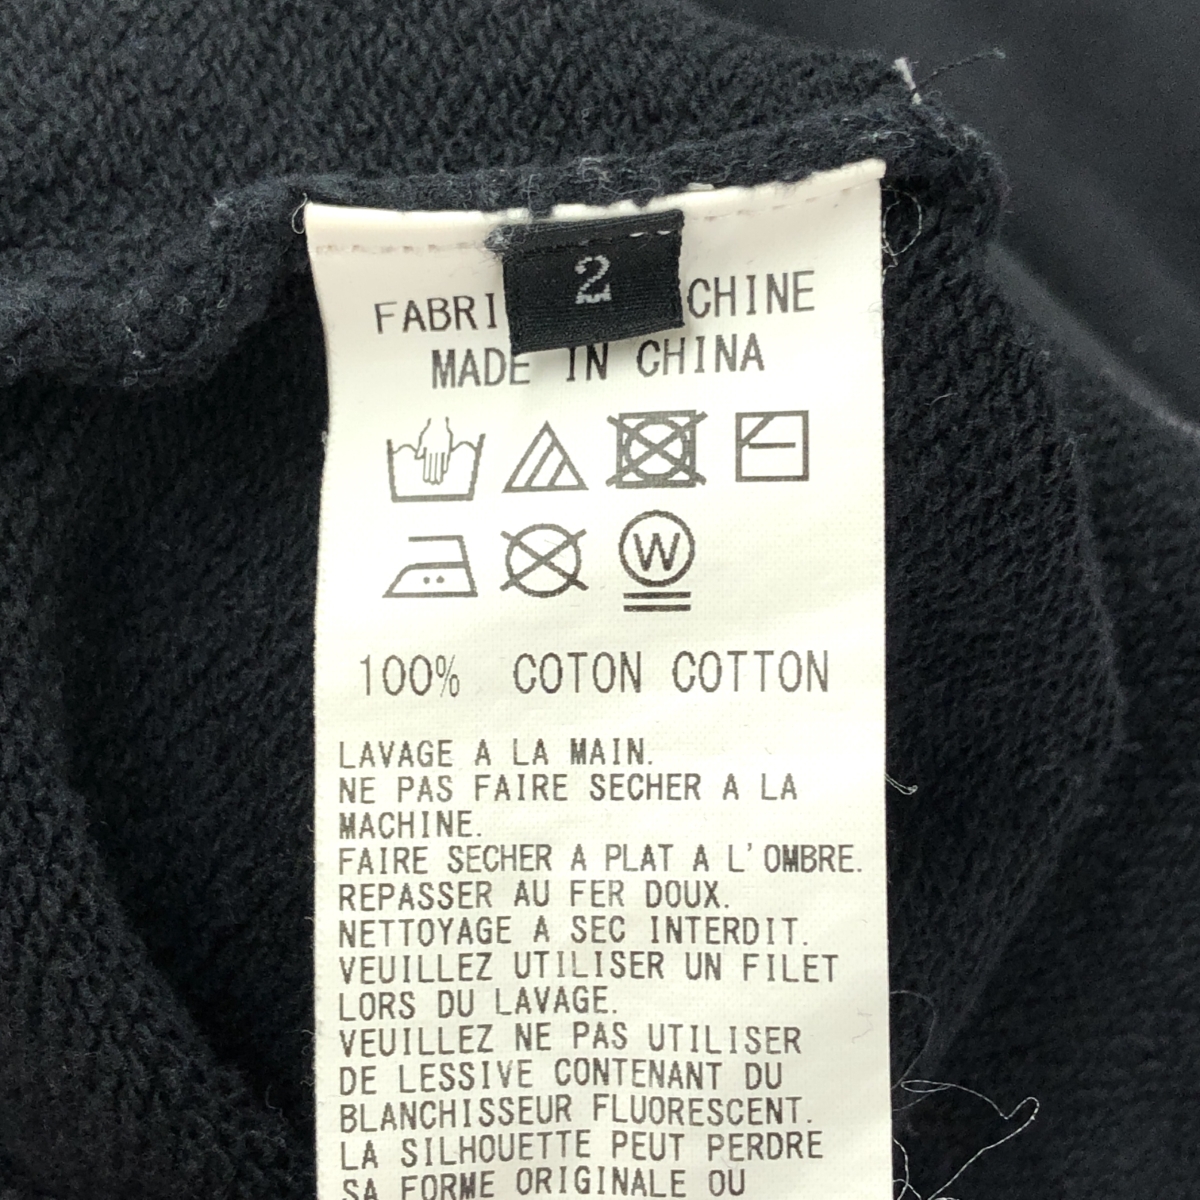 2
FABRI CHINE
MADE IN CHINA
W
100% COTON COTTON
LAVAGE A LA MAIN.
NE PAS FAIRE SECHER A LA
MACHINE.
FAIRE SECHER A PLAT A L'OMBRE.
REPASSER AU FER DOUX.
NETTOYAGE A SEC INTERDIT.
VEUILLEZ UTILISER UN FILET
LORS DU LAVAGE.
VEUILLEZ NE PAS UTILISER
DE LESSIVE CONTENANT DU
BLANCHISSEUR FLUORESCENT.
LA SILHOUETTE PEUT PERDRE
SA FORME ORIGINALE OU